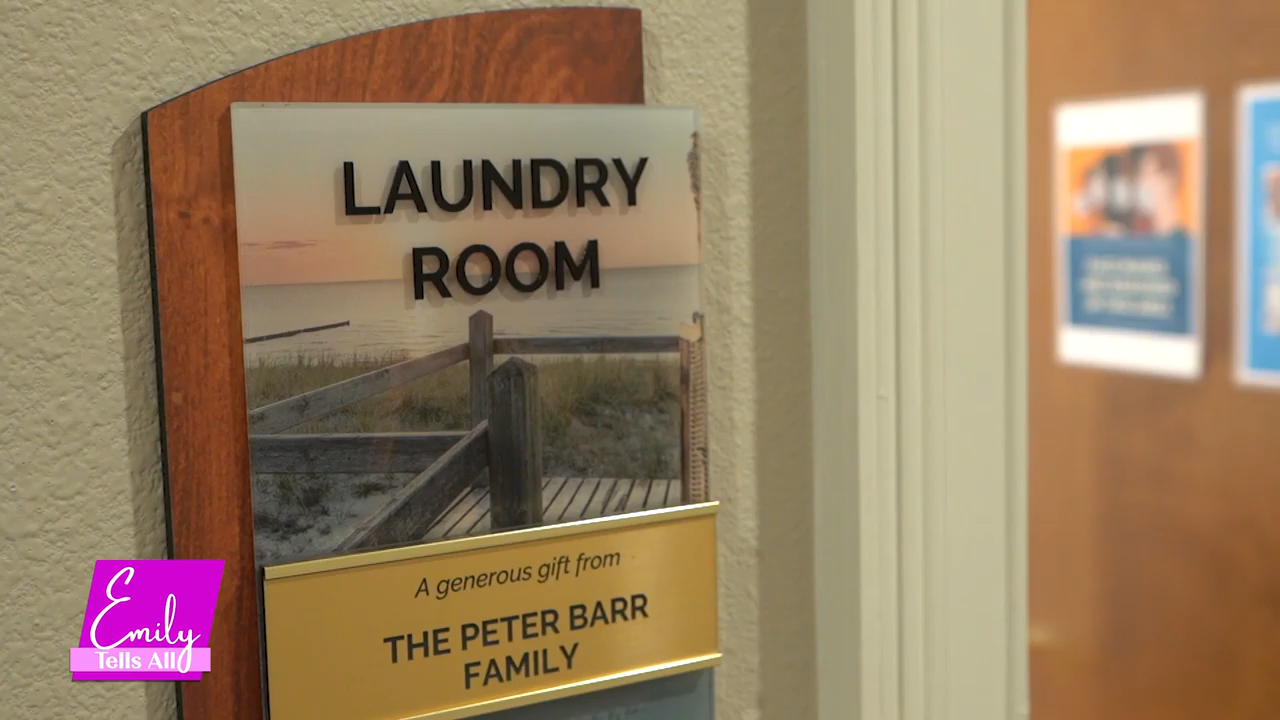 LAUNDRY
ROOM
A generous gift from
THE PETER BARR
FAMILY
Emily
Tells All